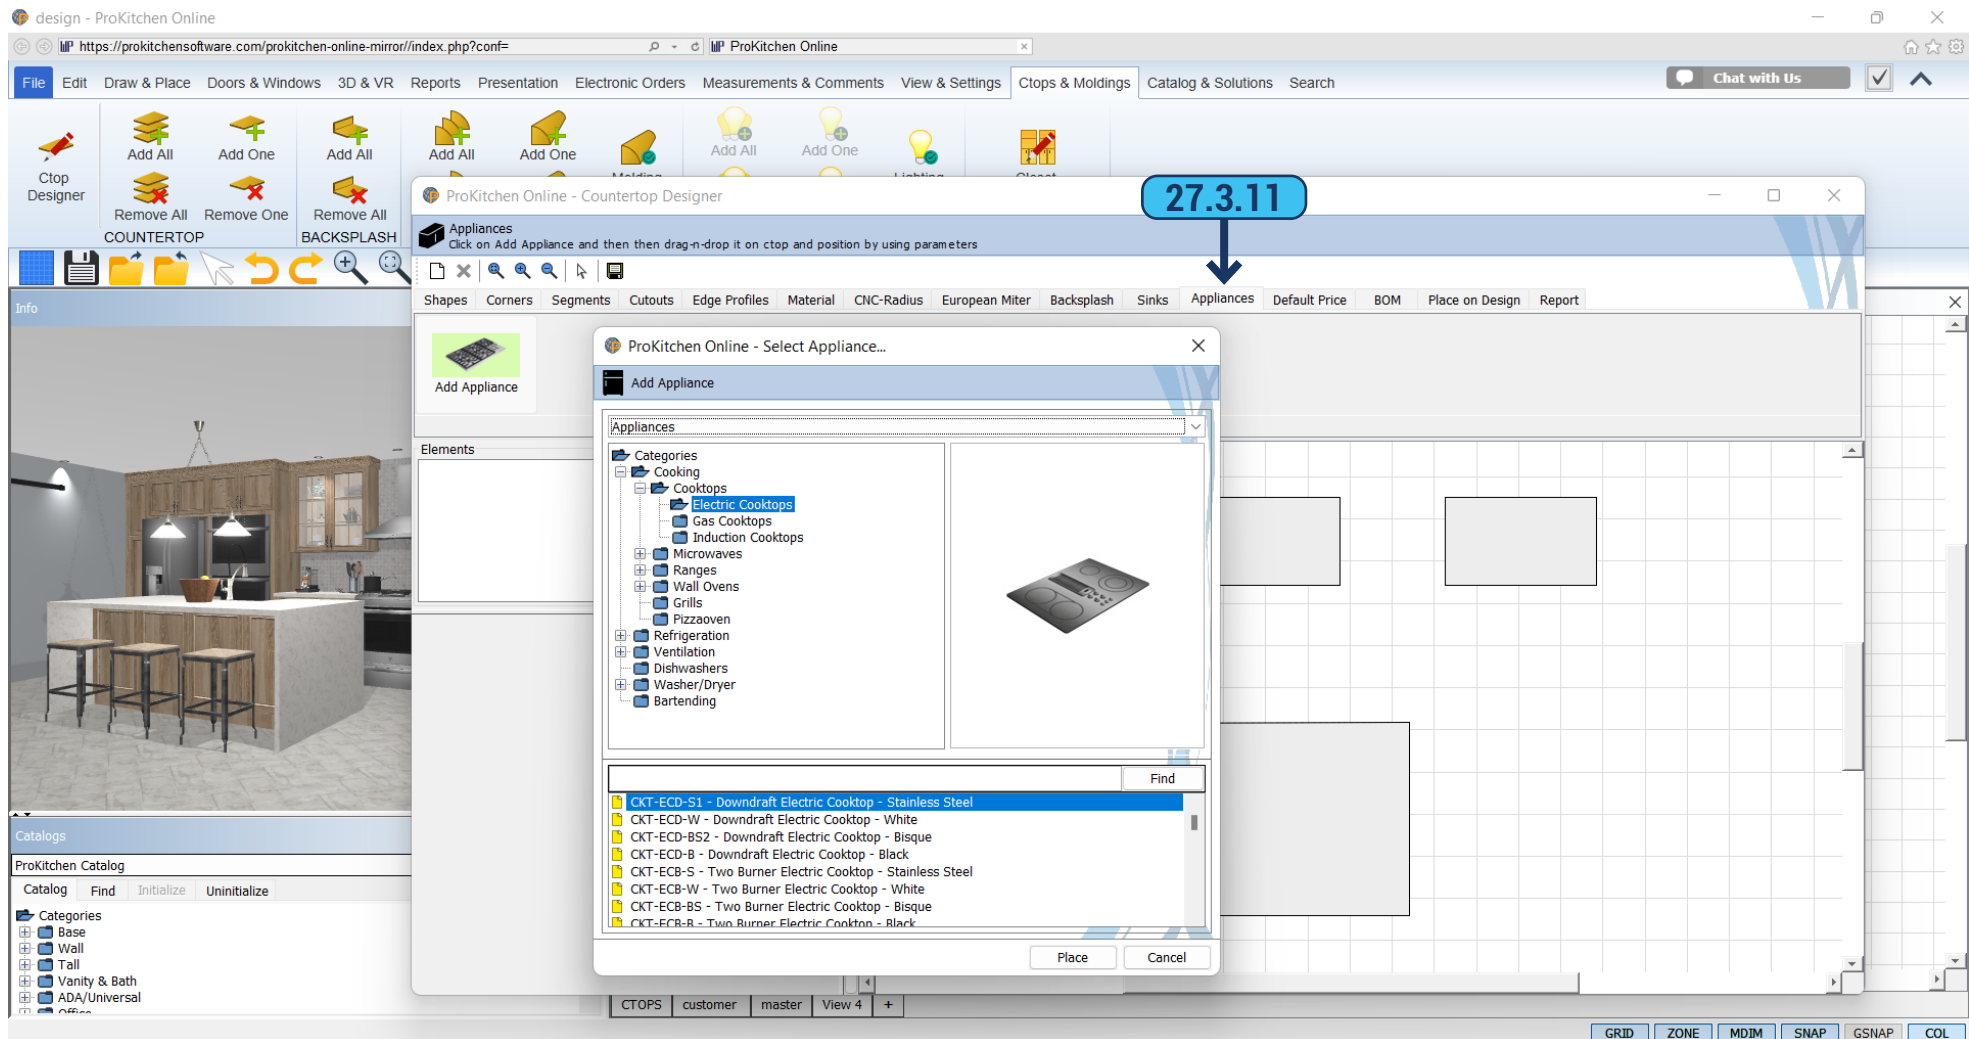 design - ProKitchen Online
https://prokitchensoftware.com/prokitchen-online-mirror//index.php?conf=
ProKitchen Online
File Edit Draw & Place Doors & Windows 3D & VR Reports Presentation Electronic Orders Measurements & Comments View & Settings Ctops & Moldings Catalog & Solutions Search
Chat with Us
Ctop Designer
Add All Add One Add All Add All Add One Add All Add One
Remove All Remove One Remove All
COUNTERTOP BACKSPLASH
ProKitchen Online - Countertop Designer
27.3.11
Appliances
Click on Add Appliance and then then drag-n-drop it on ctop and position by using parameters
Shapes Corners Segments Cutouts Edge Profiles Material CNC-Radius European Miter Backsplash Sinks Appliances Default Price BOM Place on Design Report
Info
Add Appliance
Elements
ProKitchen Online - Select Appliance...
Add Appliance
Appliances
Categories
Cooking
Cooktops
Electric Cooktops
Gas Cooktops
Induction Cooktops
Microwaves
Ranges
Wall Ovens
Grills
Pizzaoven
Refrigeration
Ventilation
Dishwashers
Washer/Dryer
Bartending
Find
CKT-ECD-S1 - Downdraft Electric Cooktop - Stainless Steel
CKT-ECD-W - Downdraft Electric Cooktop - White
CKT-ECD-BS2 - Downdraft Electric Cooktop - Bisque
CKT-ECD-B - Downdraft Electric Cooktop - Black
CKT-ECB-S - Two Burner Electric Cooktop - Stainless Steel
CKT-ECB-W - Two Burner Electric Cooktop - White
CKT-ECB-BS - Two Burner Electric Cooktop - Bisque
CKT-ECB-B - Two Burner Electric Cooktop - Black
Place Cancel
Catalogs
ProKitchen Catalog
Catalog Find Initialize Uninitialize
Categories
Base
Wall
Tall
Vanity & Bath
ADA/Universal
Office
CTOPS customer master View 4 +
GRID ZONE MDIM SNAP GSNAP COL